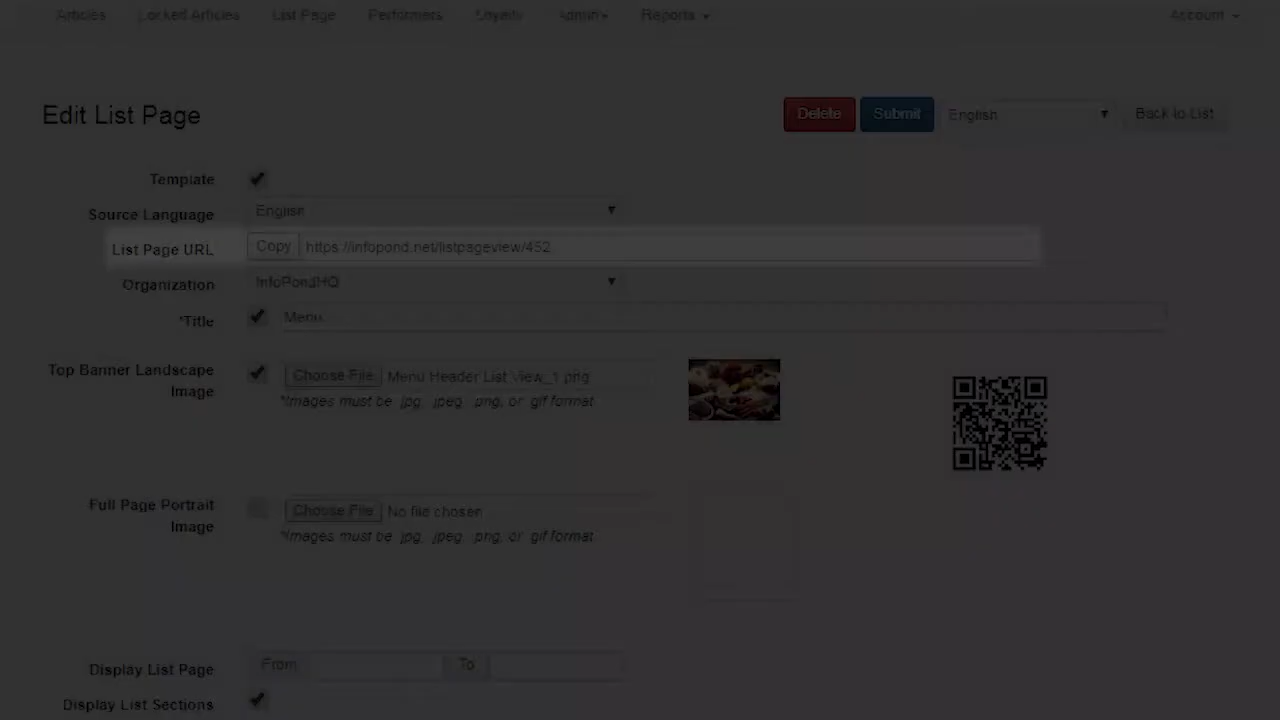 Articles Locked Articles List Page Performers Loyalty Admin Reports Account
Edit List Page Delete Submit English Back to List
Template
Source Language English
List Page URL Copy https://infopond.net/listpageview/452
Organization InfoPondHQ
*Title Menu
Top Banner Landscape
Image
Choose File Menu Header List View_1.png
*Images must be .jpg, .jpeg, .png, or .gif format
Full Page Portrait
Image
Choose File No file chosen
*Images must be .jpg, .jpeg, .png, or .gif format
Display List Page From To
Display List Sections